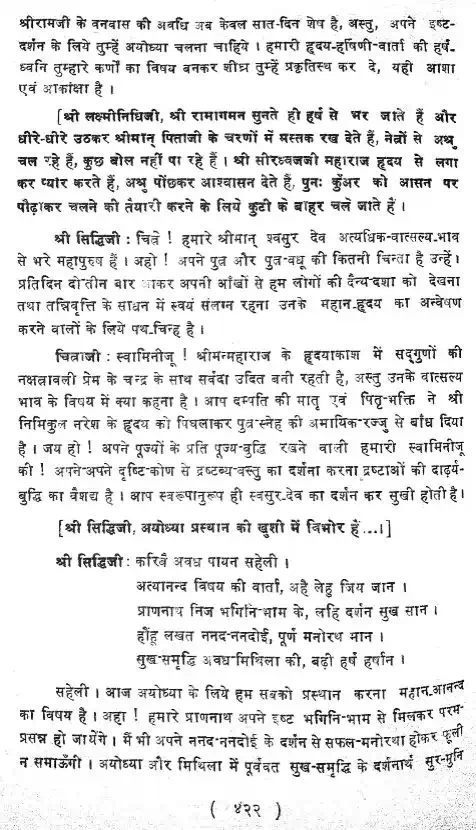 श्रीरामजी के वनवास की अवधि अब केवल सात-दिन शेष है, अस्तु, अपने इष्ट-
दर्शन के लिये तुम्हें अयोध्या चलना चाहिये । हमारी हृदय-हर्षिणी-वार्ता की हर्ष-
ध्वनि तुम्हारे कर्णों का विषय बनकर शीघ्र तुम्हें प्रकृतिस्थ कर दे, यही आशा
एवं आकांक्षा है ।
[श्री लक्ष्मीनिधिजी, श्री रामागमन सुनते ही हर्ष से भर जाते हैं और
धीरे-धीरे उठकर श्रीमान् पिताजी के चरणों में मस्तक रख देते हैं, नेत्रों से अश्रु
चल रहे हैं, कुछ बोल नहीं पा रहे हैं । श्री सीरध्वजजी महाराज हृदय से लगा
कर प्यार करते हैं, अश्रु पोंछकर आश्वासन देते हैं, पुनः कुँअर को आसन पर
पौढ़ाकर चलने की तैयारी करने के लिये कुटी के बाहर चले जाते हैं ।
श्री सिद्धिजी : चित्रे ! हमारे श्रीमान् श्वसुर देव अत्यधिक-वात्सल्य-भाव
से भरे महापुरुष हैं । अहो ! अपने पुत्र और पुत्र-वधू की कितनी चिन्ता है उन्हें ।
प्रतिदिन दो-तीन बार आकर अपनी आँखों से हम लोगों की दैन्य-दशा को देखना
तथा तन्निवृत्ति के साधन में स्वयं संलग्न रहना उनके महान-हृदय का अन्वेषण
करने वालों के लिये पथ-चिन्ह है ।
चित्राजी : स्वामिनीजू ! श्रीमन्महाराज के हृदयाकाश में सद्‌गुणों की
नक्षत्रावली प्रेम के चन्द्र के साथ सर्वदा उदित बनी रहती है, अस्तु उनके वात्सल्य
भाव के विषय में क्या कहना है । आप दम्पति की मातृ एवं पितृ-भक्ति ने श्री
निमिकुल नरेश के हृदय को पिघलाकर पुत्र-स्नेह की अमायिक-रज्जु से बाँध दिया
है । जय हो ! अपने पूज्यों के प्रति पूज्य-बुद्धि रखने वाली हमारी स्वामिनीजू
की ! अपने-अपने दृष्टि-कोण से द्रष्टव्य-वस्तु का दर्शना करना द्रष्टाओं की दार्ढ्य-
बुद्धि का वैशद्य है । आप स्वरूपानुरूप ही स्वसुर-देव का दर्शन कर सुखी होती हैं।
[श्री सिद्धिजी, अयोध्या प्रस्थान की खुशी में विभोर हैं...।]
श्री सिद्धिजी : करिबै अवध पायन सहेली ।
अत्यानन्द विषय की वार्ता, अहै लेहु जिय जान ।
प्राणनाथ निज भगिनि-भाम के, लहि दर्शन सुख सान ।
हौंहू लखत ननद-ननदोई, पूर्ण मनोरथ मान ।
सुख-समृद्धि अवध-मिथिला की, बढ़ी हर्ष हर्षान ।
सहेली । आज अयोध्या के लिये हम सबको प्रस्थान करना महान-आनन्द
का विषय है । अहा ! हमारे प्राणनाथ अपने इष्ट भगिनि-भाम से मिलकर परम-
प्रसन्न हो जायेंगे । मैं भी अपने ननद-ननदोई के दर्शन से सफल-मनोरथा होकर फूली
न समाऊँगी । अयोध्या और मिथिला में पूर्ववत सुख-समृद्धि के दर्शनार्थ सुर-मुनि
( ४२२ )